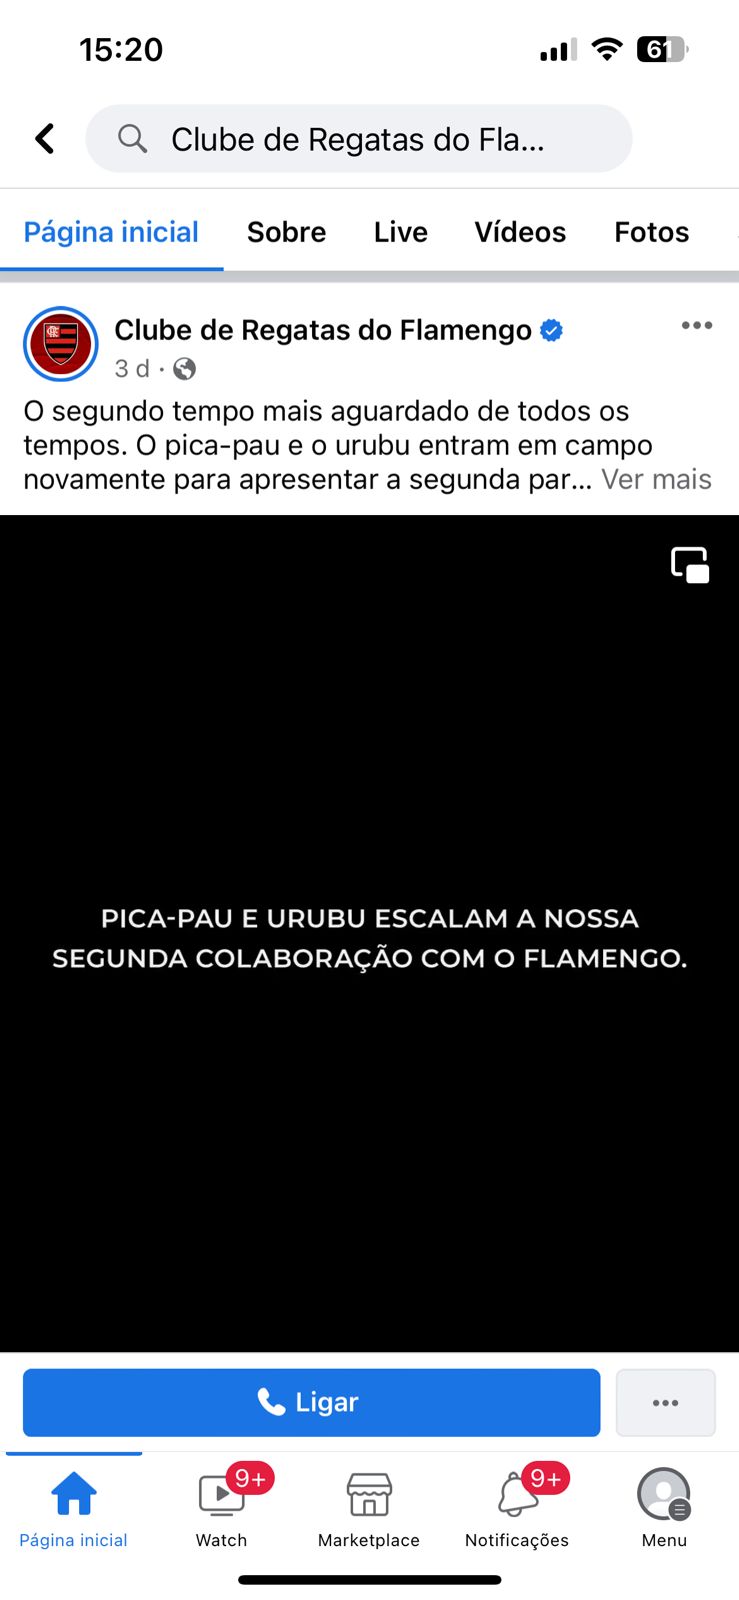 15:20
61
Clube de Regatas do Fla...
Página inicial Sobre Live Vídeos Fotos
Clube de Regatas do Flamengo
3 d ·
O segundo tempo mais aguardado de todos os
tempos. O pica-pau e o urubu entram em campo
novamente para apresentar a segunda par... Ver mais
PICA-PAU E URUBU ESCALAM A NOSSA
SEGUNDA COLABORAÇÃO COM O FLAMENGO.
Ligar
9+ 9+
Página inicial Watch Marketplace Notificações Menu